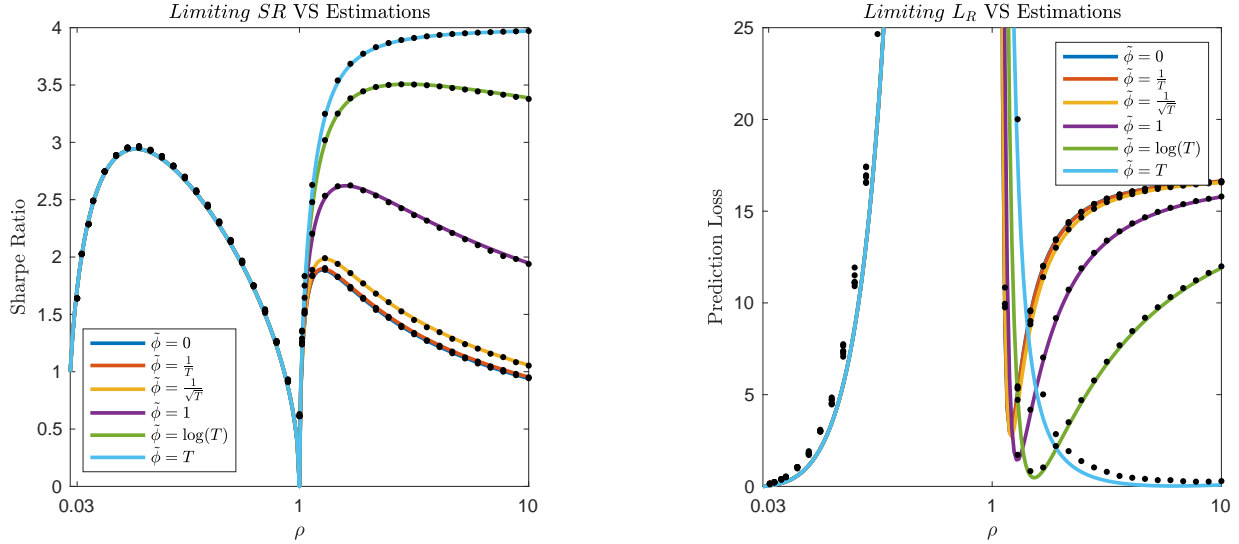 Limiting SR VS Estimations
4
3.5
3
2.5
2
1.5
1
0.5
0
Sharpe Ratio
0.03
1
10
ρ
ϕ̃ = 0
ϕ̃ = 1/T
ϕ̃ = 1/√T
ϕ̃ = 1
ϕ̃ = log(T)
ϕ̃ = T
Limiting L_R VS Estimations
25
20
15
10
5
0
Prediction Loss
0.03
1
10
ρ
ϕ̃ = 0
ϕ̃ = 1/T
ϕ̃ = 1/√T
ϕ̃ = 1
ϕ̃ = log(T)
ϕ̃ = T